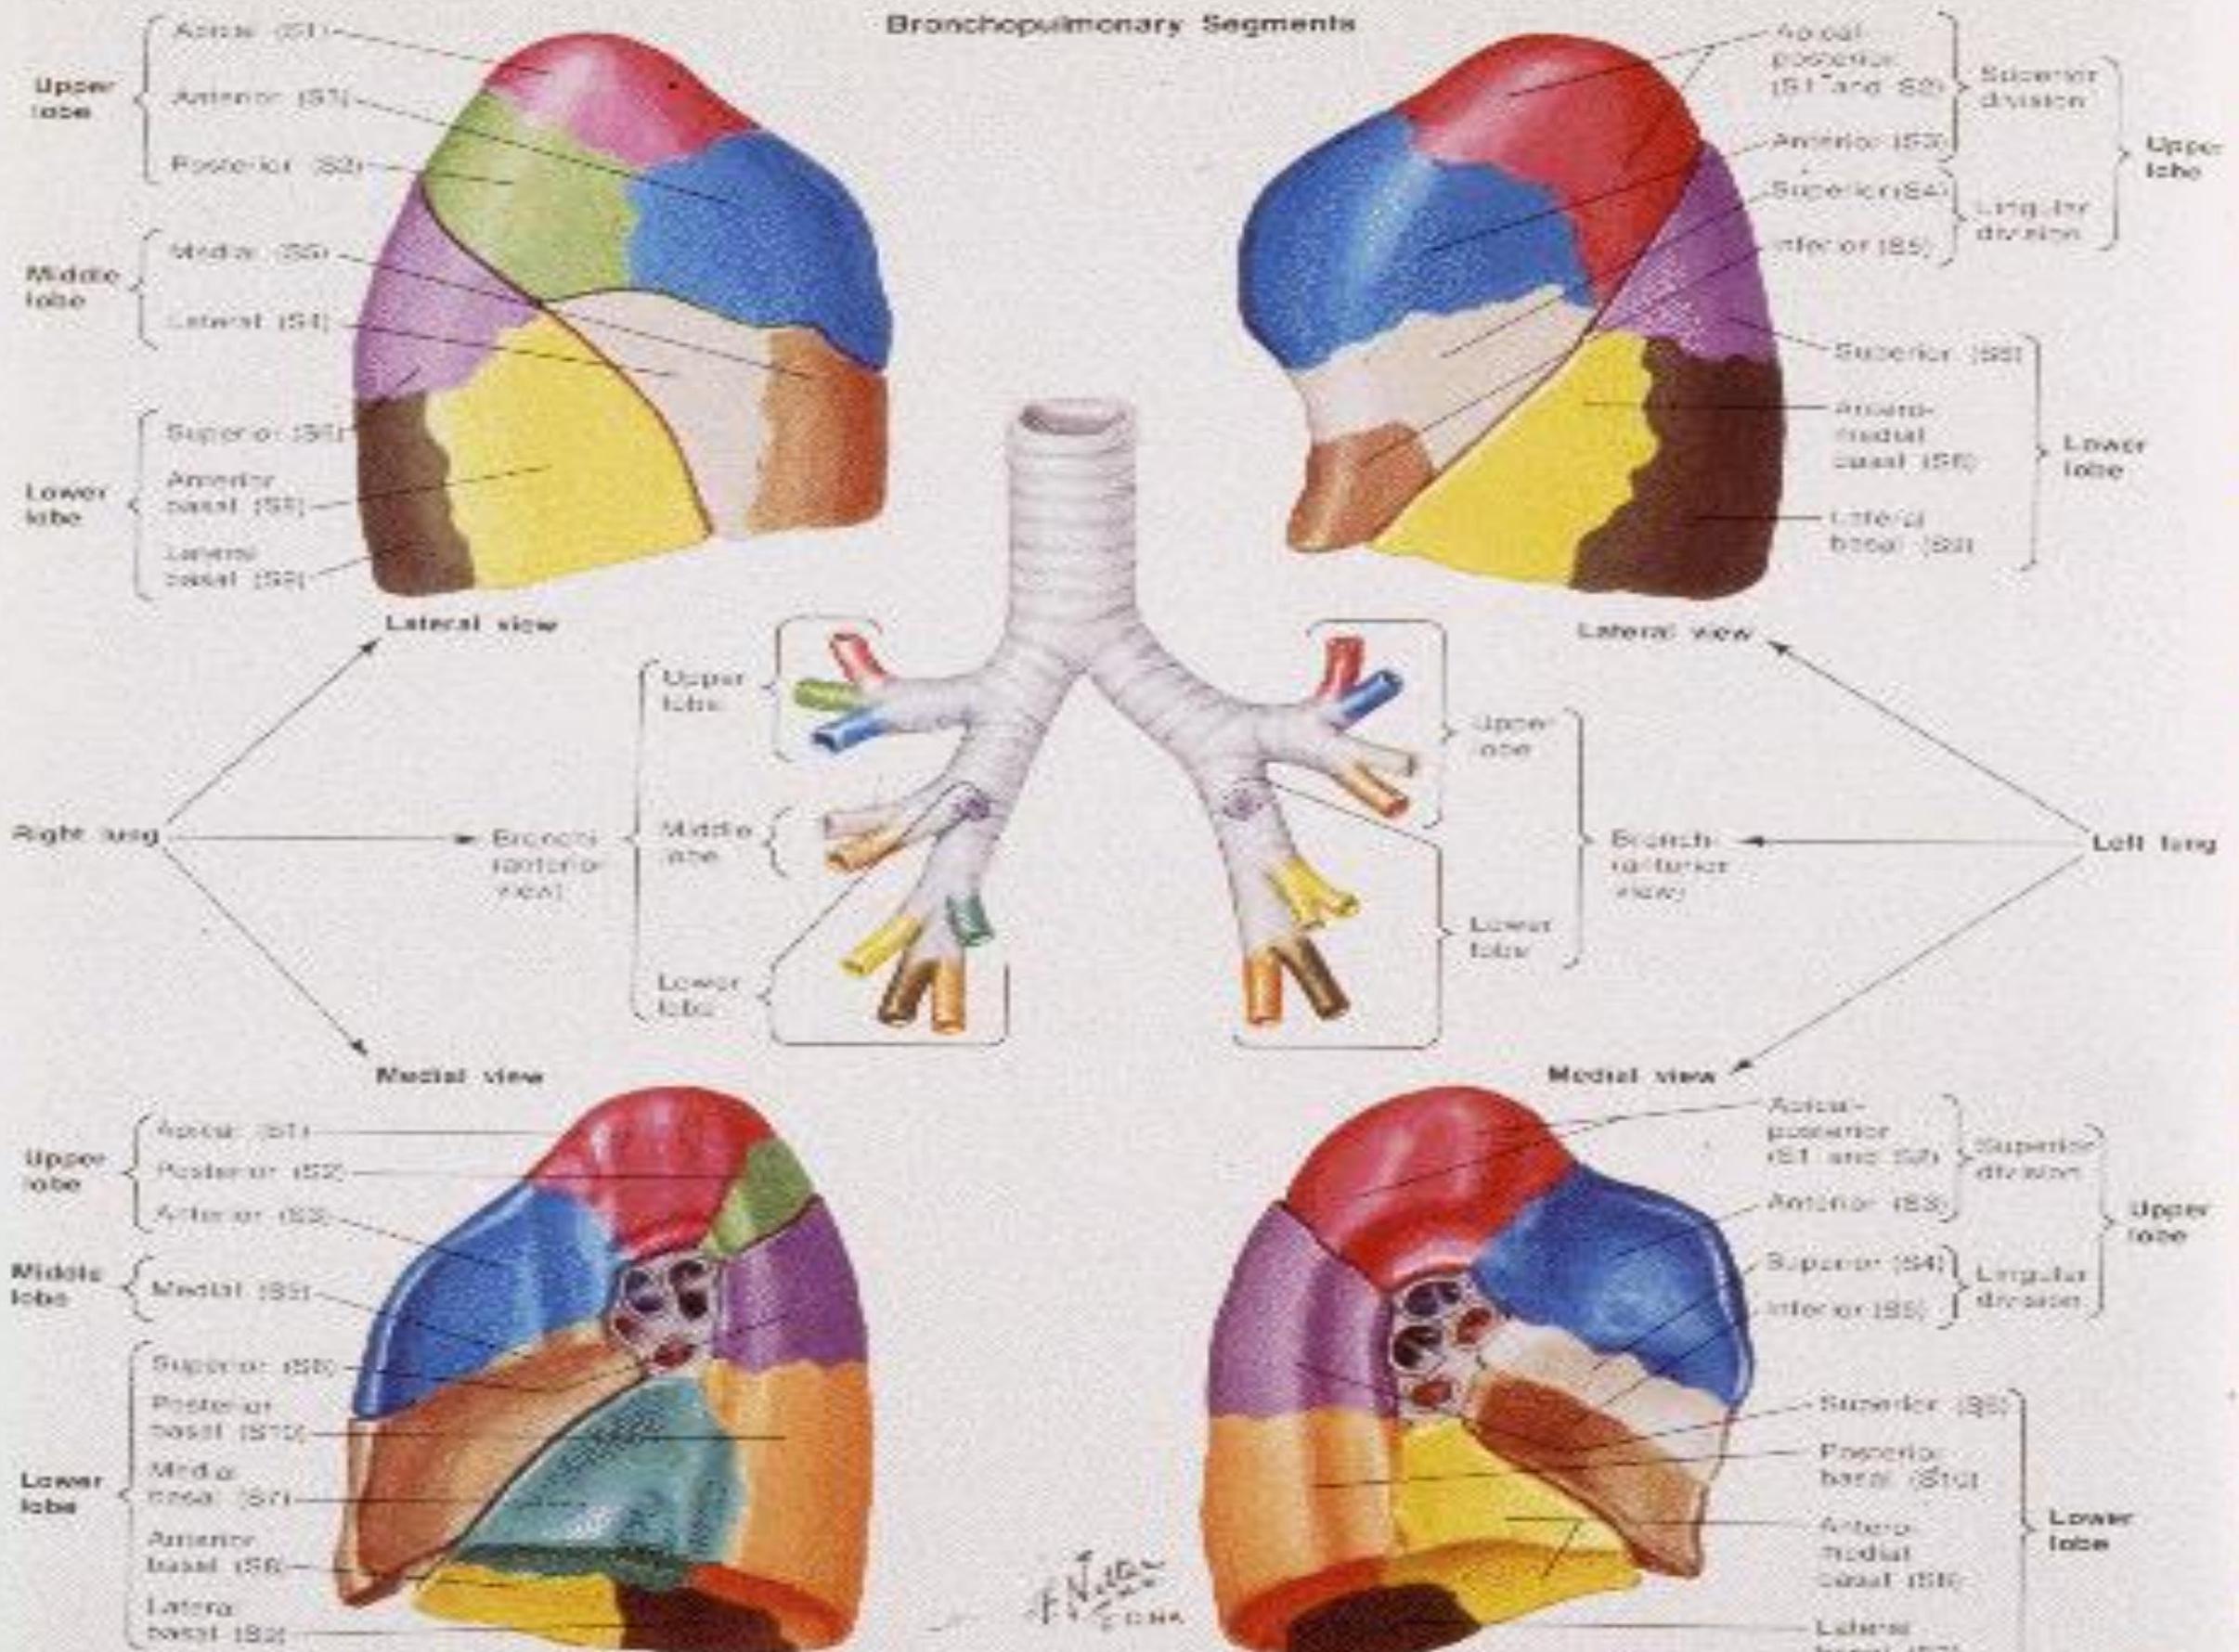 Bronchopulmonary Segments
Upper
lobe
Apical (S1)
Anterior (S3)
Posterior (S2)
Middle
lobe
Medial (S5)
Lateral (S4)
Lower
lobe
Superior (S6)
Anterior
basal (S8)
Lateral
basal (S9)
Lateral view
Apical-
posterior
(S1 and S2)
Anterior (S3)
Superior
division
Superior (S4)
Inferior (S5)
Lingular
division
Upper
lobe
Superior (S6)
Antero-
medial
basal (S8)
Lateral
basal (S9)
Lower
lobe
Lateral view
Right lung
Bronchi
(anterior
view)
Upper
lobe
Middle
lobe
Lower
lobe
Upper
lobe
Lower
lobe
Bronchi
(anterior
view)
Left lung
Medial view
Upper
lobe
Apical (S1)
Posterior (S2)
Anterior (S3)
Middle
lobe
Medial (S5)
Lower
lobe
Superior (S6)
Posterior
basal (S10)
Medial
basal (S7)
Anterior
basal (S8)
Lateral
basal (S9)
Medial view
Apical-
posterior
(S1 and S2)
Anterior (S3)
Superior
division
Superior (S4)
Inferior (S5)
Lingular
division
Upper
lobe
Superior (S6)
Posterior
basal (S10)
Antero-
medial
basal (S8)
Lateral
Lower
lobe
F. Netter